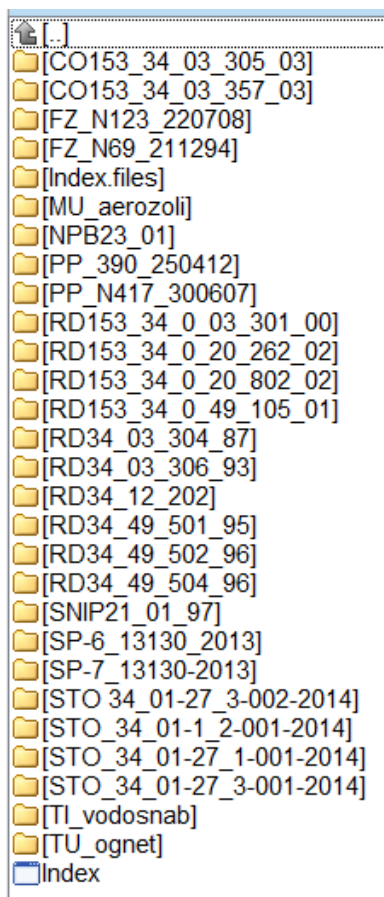 [..]
[CO153_34_03_305_03]
[CO153_34_03_357_03]
[FZ_N123_220708]
[FZ_N69_211294]
[Index.files]
[MU_aerozoli]
[NPB23_01]
[PP_390_250412]
[PP_N417_300607]
[RD153_34_0_03_301_00]
[RD153_34_0_20_262_02]
[RD153_34_0_20_802_02]
[RD153_34_0_49_105_01]
[RD34_03_304_87]
[RD34_03_306_93]
[RD34_12_202]
[RD34_49_501_95]
[RD34_49_502_96]
[RD34_49_504_96]
[SNIP21_01_97]
[SP-6_13130_2013]
[SP-7_13130-2013]
[STO 34_01-27_3-002-2014]
[STO_34_01-1_2-001-2014]
[STO_34_01-27_1-001-2014]
[STO_34_01-27_3-001-2014]
[TI_vodosnab]
[TU_ognet]
Index